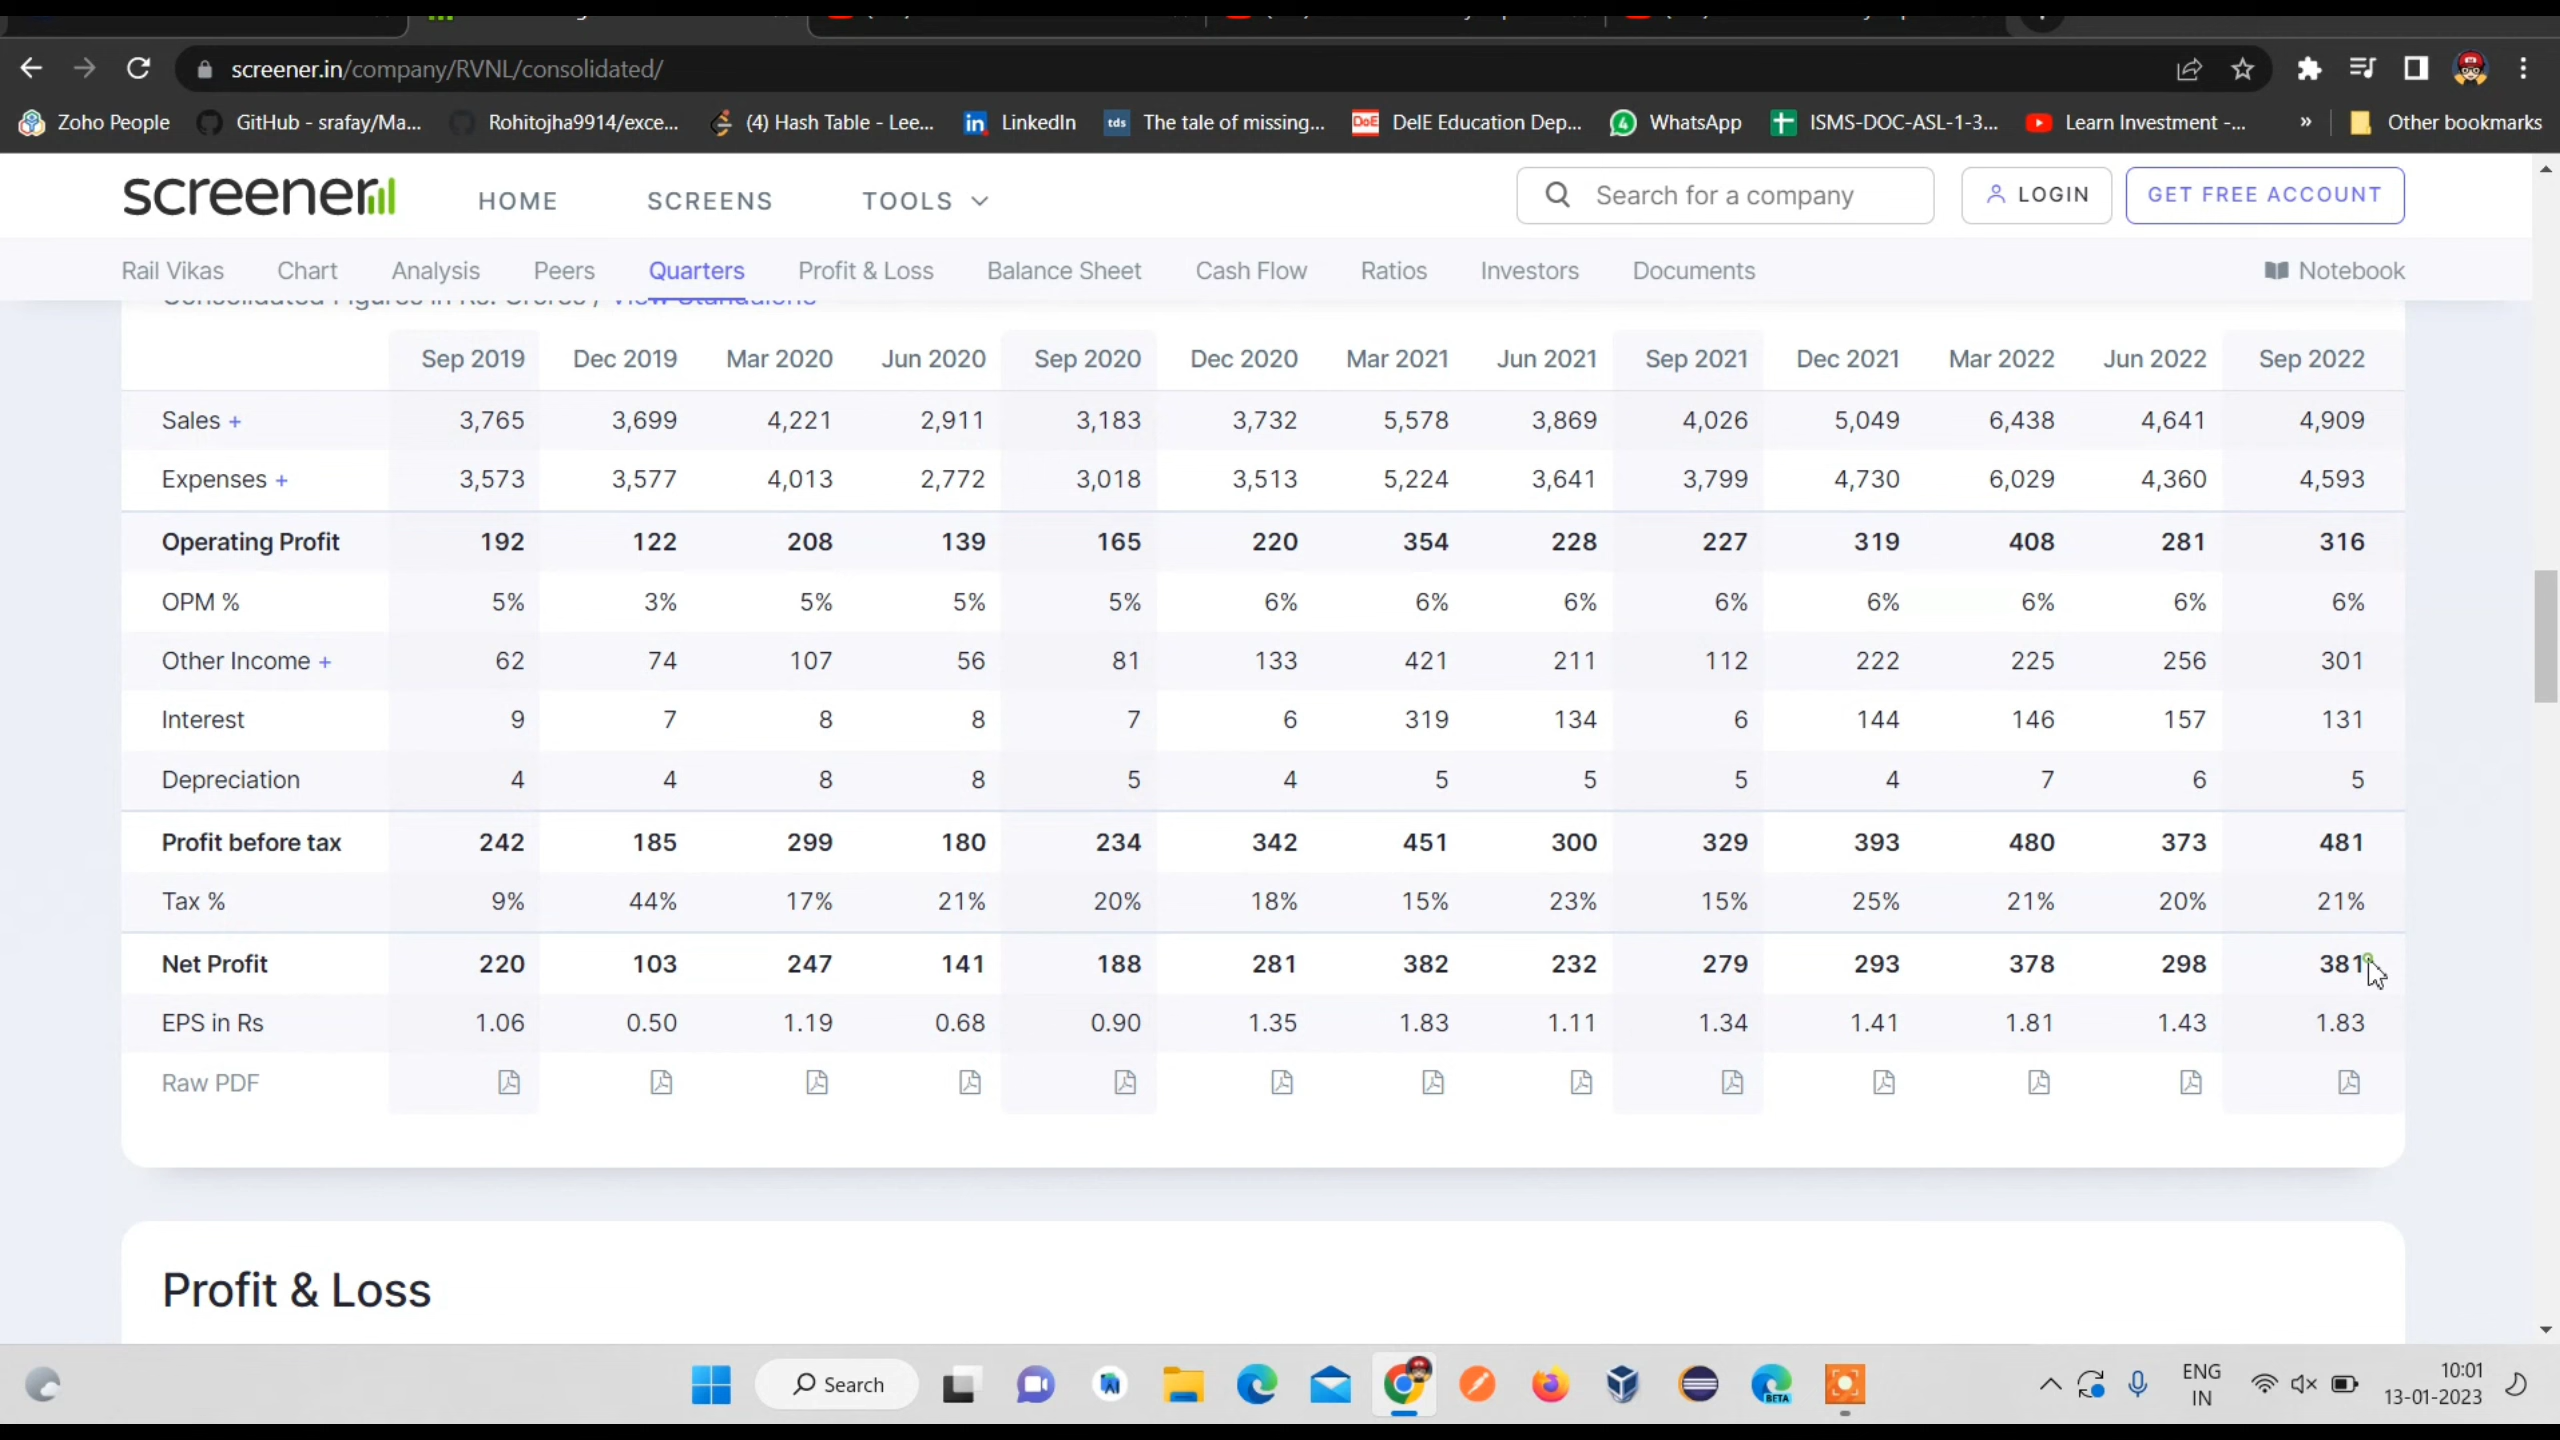 screener.in/company/RVNL/consolidated/
Zoho People GitHub - srafay/Ma... Rohitojha9914/exce... (4) Hash Table - Lee... LinkedIn tds The tale of missing... DoE DelE Education Dep... WhatsApp ISMS-DOC-ASL-1-3... Learn Investment -... » Other bookmarks
screener HOME SCREENS TOOLS Search for a company LOGIN GET FREE ACCOUNT
Rail Vikas Chart Analysis Peers Quarters Profit & Loss Balance Sheet Cash Flow Ratios Investors Documents Notebook
Consolidated Figures in Rs. Crores / View Standalone
Sep 2019 Dec 2019 Mar 2020 Jun 2020 Sep 2020 Dec 2020 Mar 2021 Jun 2021 Sep 2021 Dec 2021 Mar 2022 Jun 2022 Sep 2022
Sales + 3,765 3,699 4,221 2,911 3,183 3,732 5,578 3,869 4,026 5,049 6,438 4,641 4,909
Expenses + 3,573 3,577 4,013 2,772 3,018 3,513 5,224 3,641 3,799 4,730 6,029 4,360 4,593
Operating Profit 192 122 208 139 165 220 354 228 227 319 408 281 316
OPM % 5% 3% 5% 5% 5% 6% 6% 6% 6% 6% 6% 6% 6%
Other Income + 62 74 107 56 81 133 421 211 112 222 225 256 301
Interest 9 7 8 8 7 6 319 134 6 144 146 157 131
Depreciation 4 4 8 8 5 4 5 5 5 4 7 6 5
Profit before tax 242 185 299 180 234 342 451 300 329 393 480 373 481
Tax % 9% 44% 17% 21% 20% 18% 15% 23% 15% 25% 21% 20% 21%
Net Profit 220 103 247 141 188 281 382 232 279 293 378 298 381
EPS in Rs 1.06 0.50 1.19 0.68 0.90 1.35 1.83 1.11 1.34 1.41 1.81 1.43 1.83
Raw PDF
Profit & Loss
Search BETA ENG 10:01
IN 13-01-2023